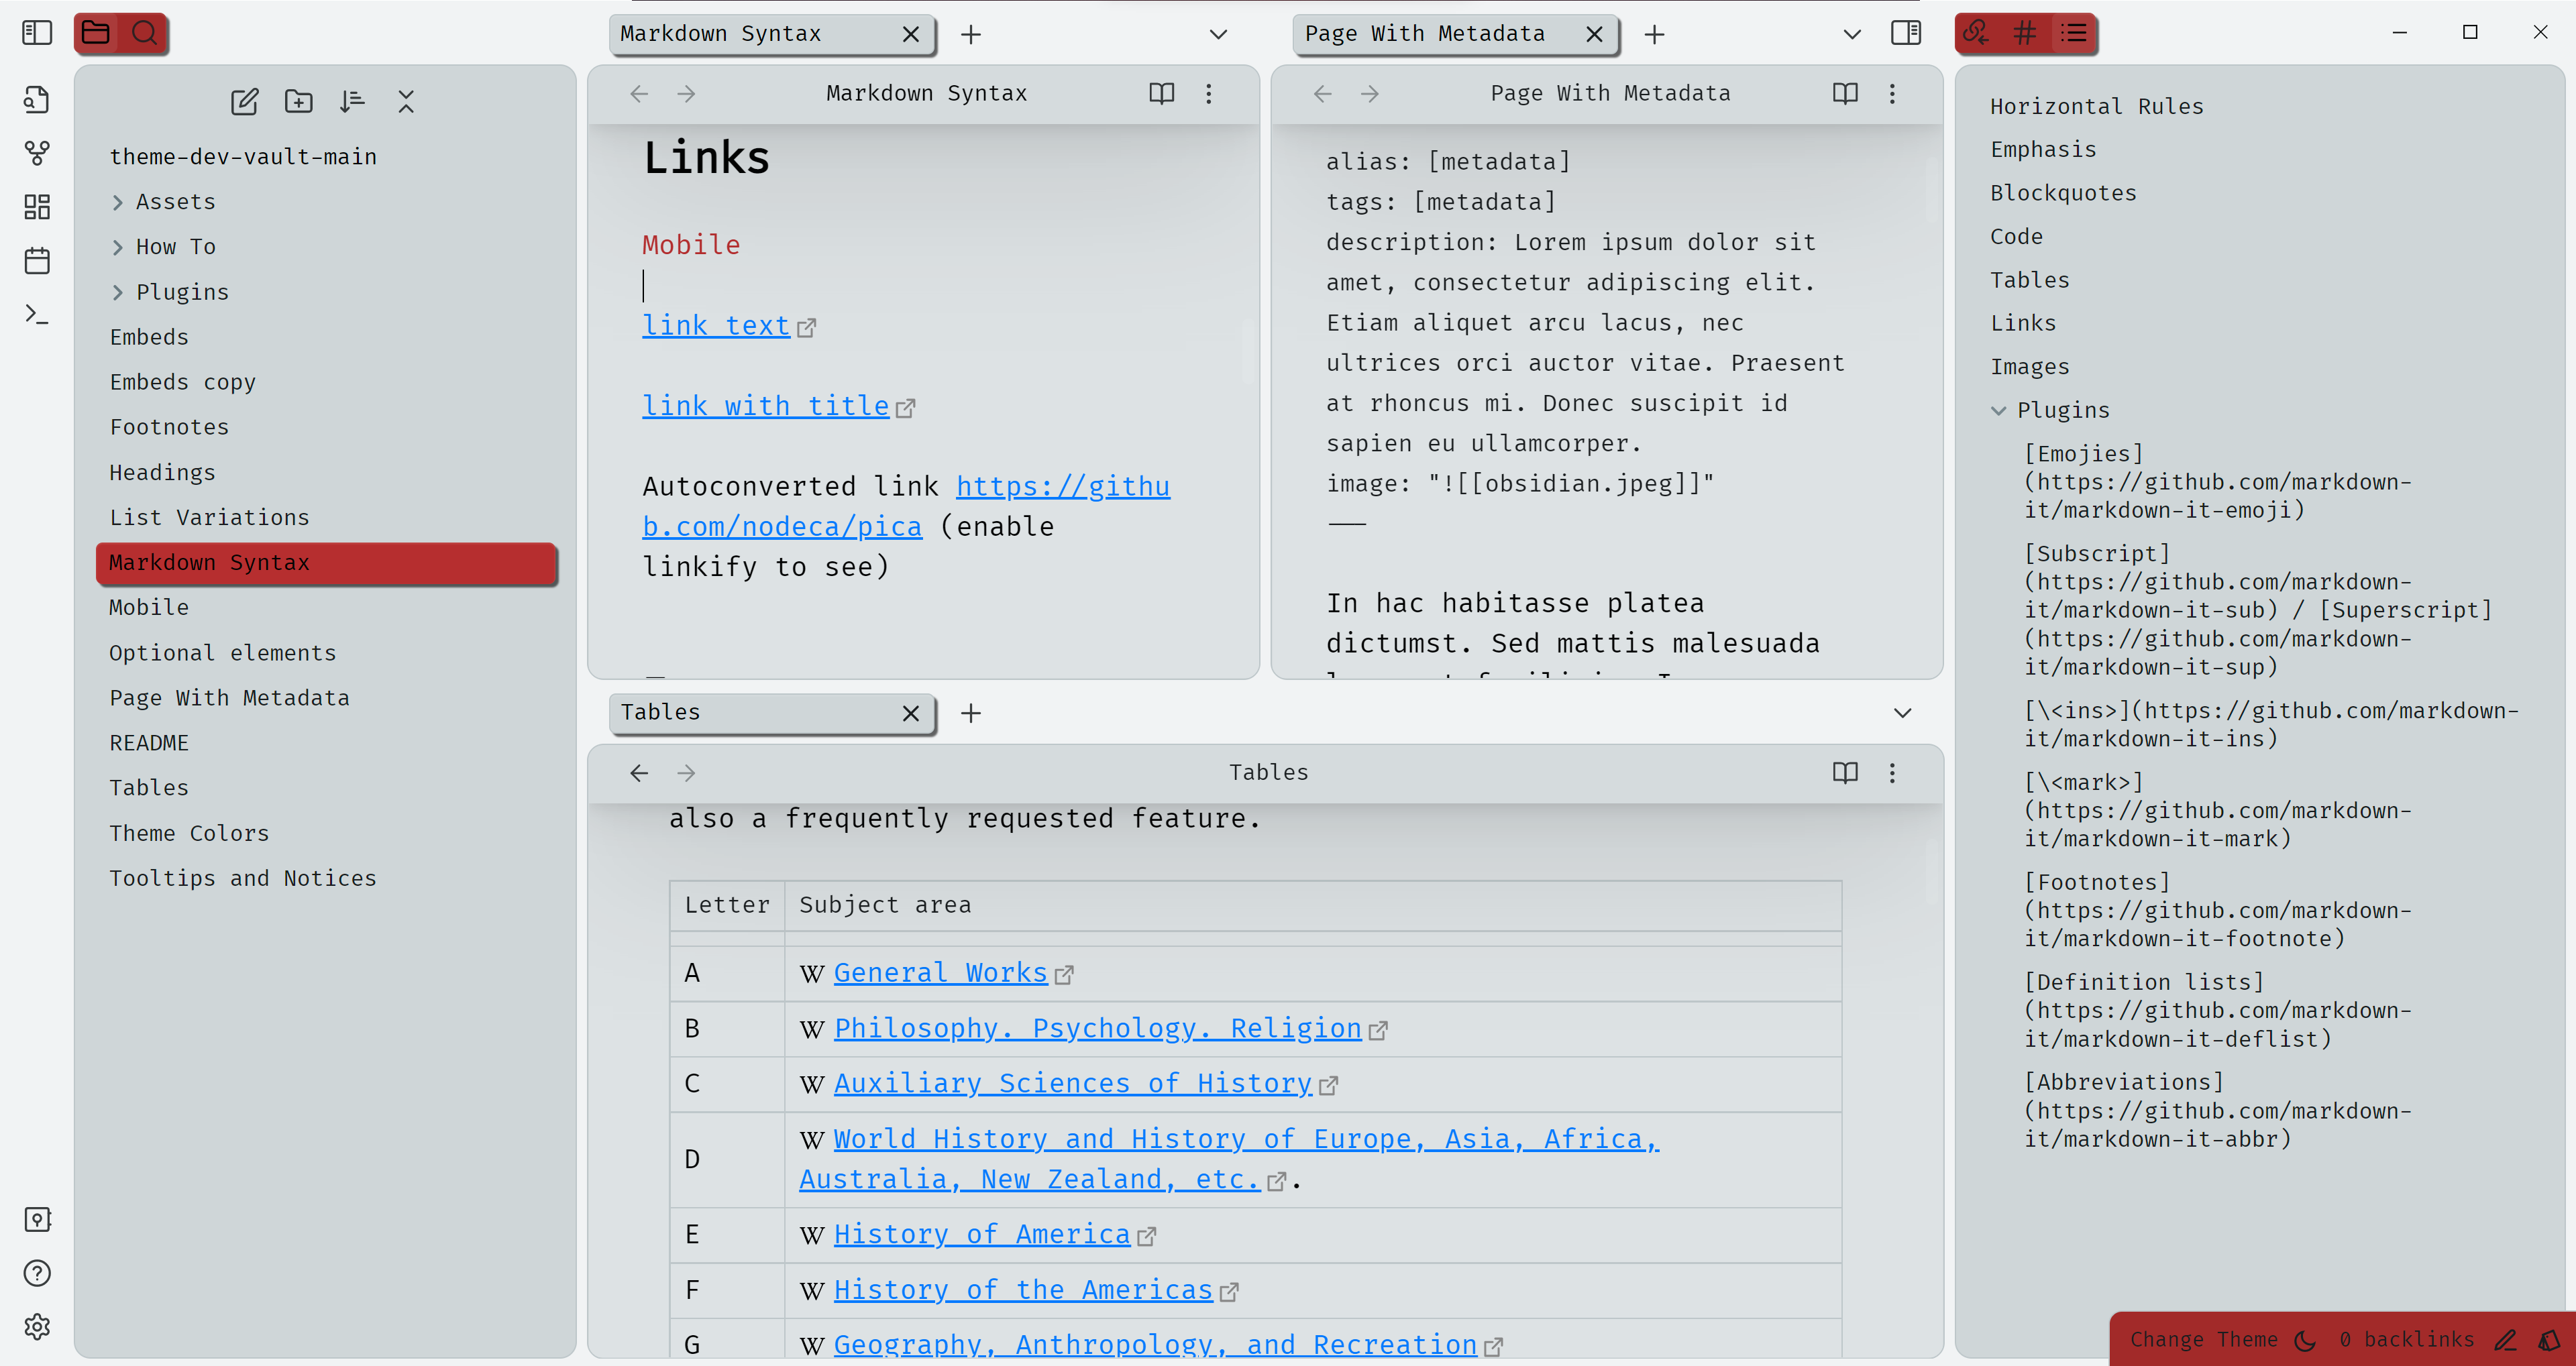 Markdown Syntax
Page With Metadata
theme-dev-vault-main
Assets
How To
Plugins
Embeds
Embeds copy
Footnotes
Headings
List Variations
Markdown Syntax
Mobile
Optional elements
Page With Metadata
README
Tables
Theme Colors
Tooltips and Notices
Markdown Syntax
Links
Mobile
link text
link with title
Autoconverted link https://githu
b.com/nodeca/pica (enable
linkify to see)
Page With Metadata
alias: [metadata]
tags: [metadata]
description: Lorem ipsum dolor sit
amet, consectetur adipiscing elit.
Etiam aliquet arcu lacus, nec
ultrices orci auctor vitae. Praesent
at rhoncus mi. Donec suscipit id
sapien eu ullamcorper.
image: "![[obsidian.jpeg]]"
---
In hac habitasse platea
dictumst. Sed mattis malesuada
Tables
Tables
also a frequently requested feature.
Letter Subject area
A W General Works
B W Philosophy. Psychology. Religion
C W Auxiliary Sciences of History
D W World History and History of Europe, Asia, Africa,
Australia, New Zealand, etc..
E W History of America
F W History of the Americas
G W Geography, Anthropology, and Recreation
Horizontal Rules
Emphasis
Blockquotes
Code
Tables
Links
Images
Plugins
[Emojies]
(https://github.com/markdown-
it/markdown-it-emoji)
[Subscript]
(https://github.com/markdown-
it/markdown-it-sub) / [Superscript]
(https://github.com/markdown-
it/markdown-it-sup)
[\<ins>](https://github.com/markdown-
it/markdown-it-ins)
[\<mark>]
(https://github.com/markdown-
it/markdown-it-mark)
[Footnotes]
(https://github.com/markdown-
it/markdown-it-footnote)
[Definition lists]
(https://github.com/markdown-
it/markdown-it-deflist)
[Abbreviations]
(https://github.com/markdown-
it/markdown-it-abbr)
Change Theme 0 backlinks